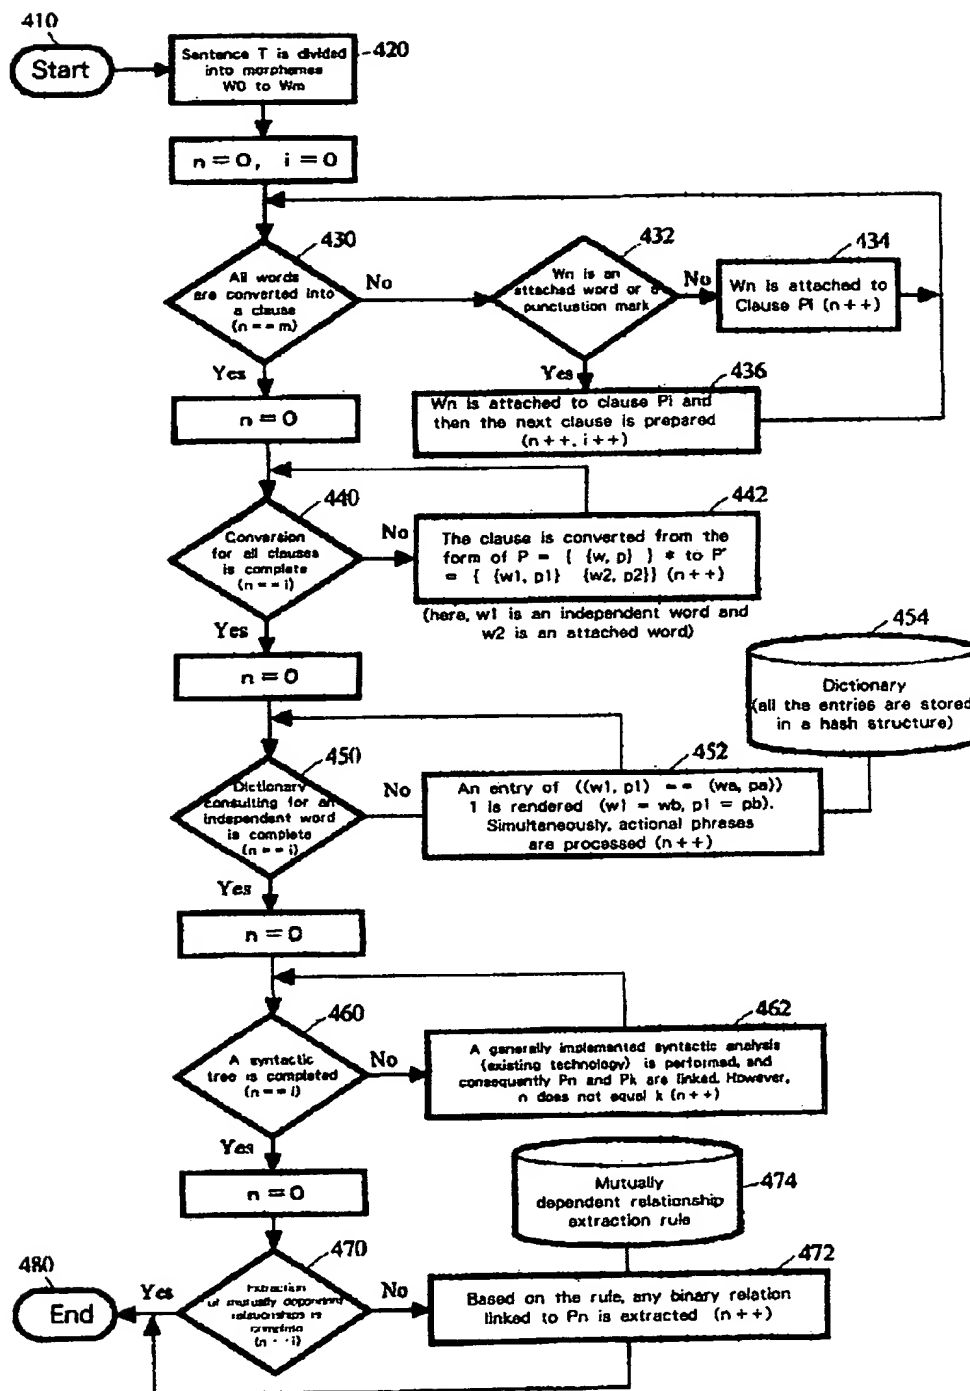 410
Start
Sentence T is divided
into morphemes
W0 to Wm
420
n = 0, i = 0
430
All words
are converted into
a clause
(n = = m)
No
432
Wn is an
attached word or a
punctuation mark
No
434
Wn is attached to
Clause Pi (n++)
Yes
Yes
436
Wn is attached to clause Pi and
then the next clause is prepared
(n++, i++)
n = 0
440
Conversion
for all clauses
is complete
(n = = i)
No
442
The clause is converted from the
form of P = { {w, p} } * to P'
= { {w1, p1} {w2, p2}} (n++)
(here, w1 is an independent word and
w2 is an attached word)
Yes
n = 0
454
Dictionary
(all the entries are stored
in a hash structure)
450
Dictionary
consulting for an
independent word
is complete
(n = = i)
No
452
An entry of ((w1, p1) = = (wa, pa))
1 is rendered (w1 = wb, p1 = pb).
Simultaneously, actional phrases
are processed (n++)
Yes
n = 0
460
A syntactic
tree is completed
(n = = i)
No
462
A generally implemented syntactic analysis
(existing technology) is performed, and
consequently Pn and Pk are linked. However,
n does not equal k (n++)
Yes
n = 0
Mutually
dependent relationship
extraction rule
474
470
Extraction
of mutually dependent
relationships is
complete
(n - - i)
No
472
Based on the rule, any binary relation
linked to Pn is extracted (n++)
Yes
480
End